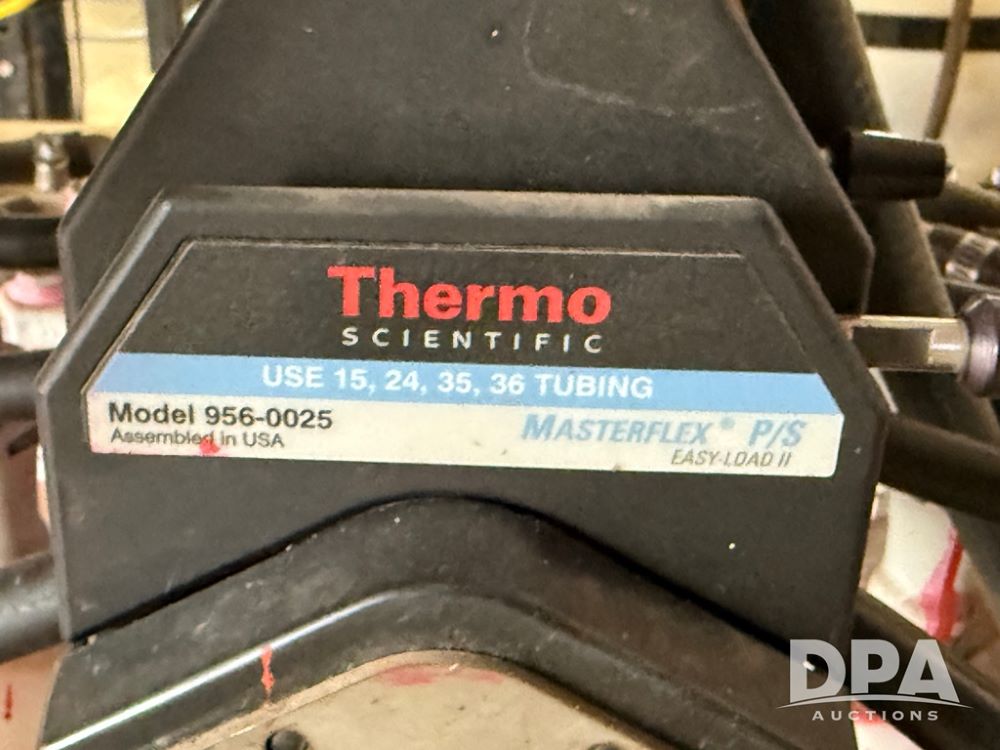 Thermo
SCIENTIFIC
USE 15, 24, 35, 36 TUBING
Model 956-0025
Assembled in USA
MASTERFLEX® P/S
EASY-LOAD II
DPA
AUCTIONS